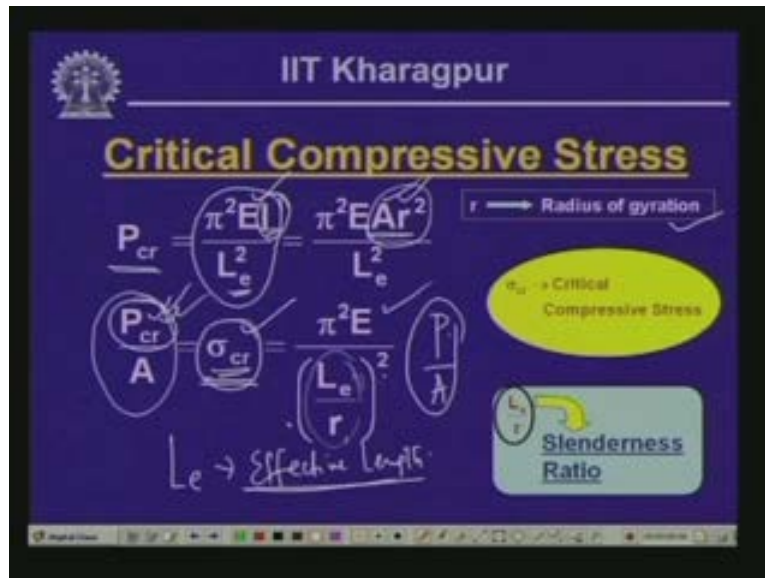 IIT Kharagpur
Critical Compressive Stress
P_cr = π²EI / L_e² = π²EAr² / L_e²
r → Radius of gyration
P_cr / A = σ_cr = π²E / (L_e / r)²
P / A
σ_cr → Critical
Compressive Stress
L_e / r
Slenderness
Ratio
L_e → Effective Length